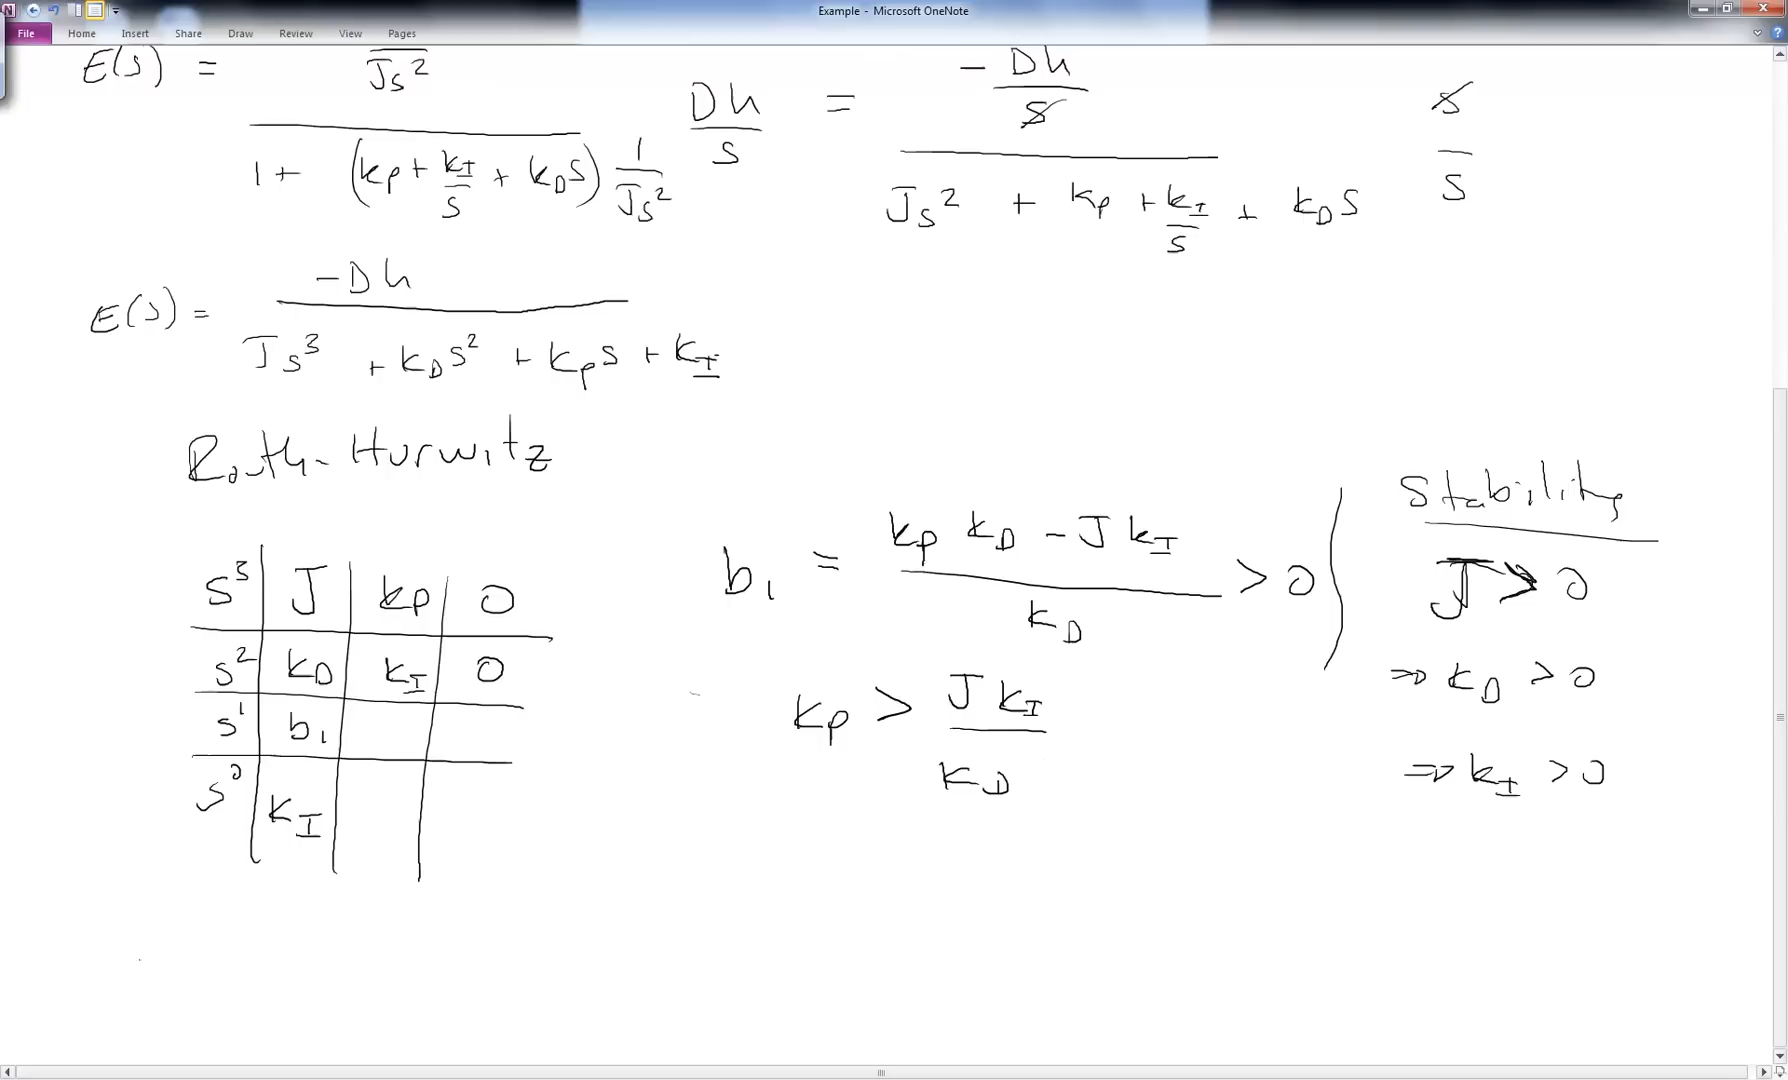 Example - Microsoft OneNote
File Home Insert Share Draw Review View Pages
E(s) = Js² / 1 + (kp + kI/s + kDs) 1/Js² Dh/s = - Dh/s / Js² + kp + kI/s + kDs s/s
E(s) = -Dh / Js³ + kDs² + kps + kI
Routh-Hurwitz
Stability
b₁ = kp kD - J kI / kD > 0
J > 0
s³ J kp 0
s² kD kI 0
⇒ kD > 0
kp > J kI / kD
s¹ b₁
⇒ kI > 0
s⁰ kI